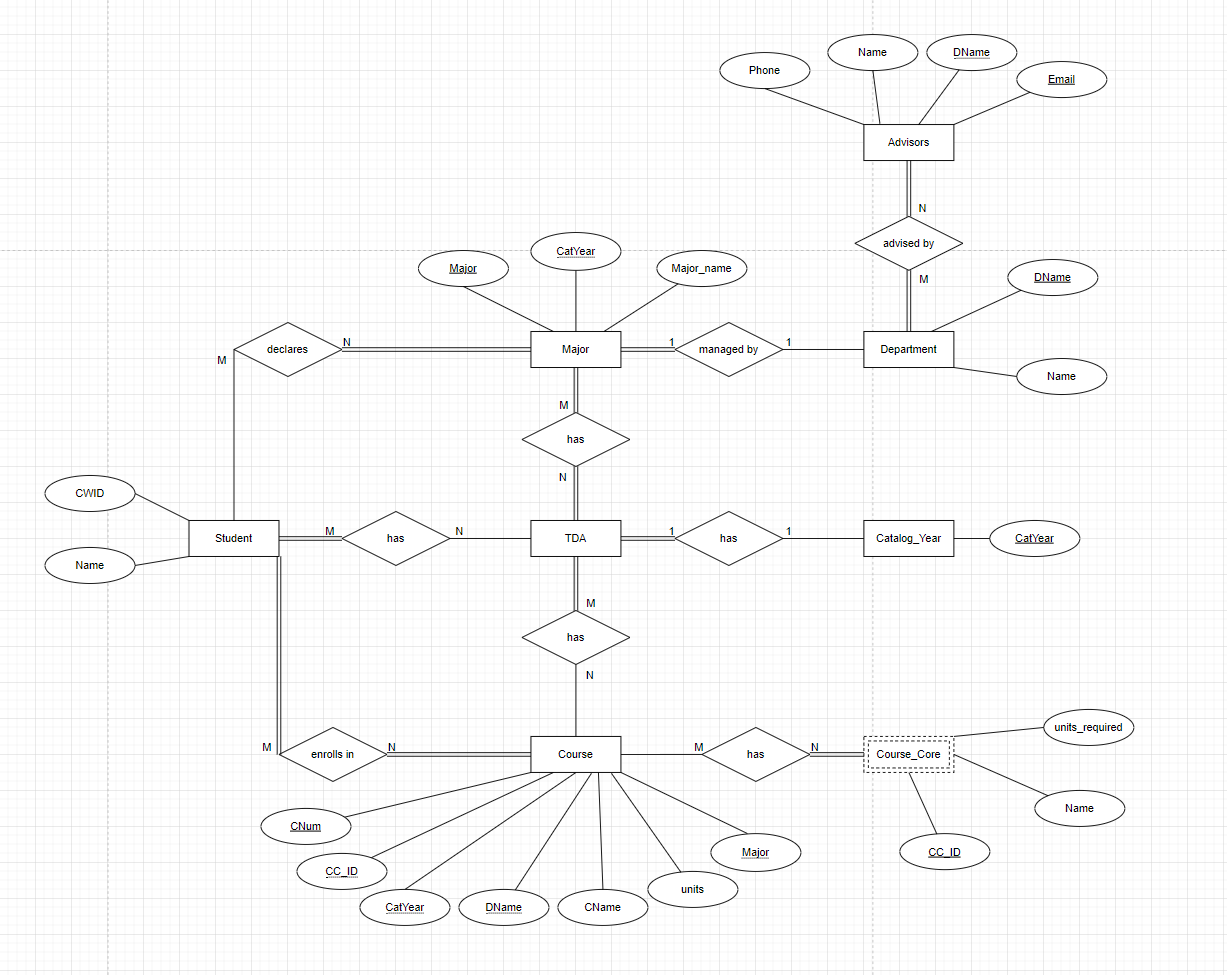 Name
DName
Phone
Email
Advisors
N
advised by
M
CatYear
Major
Major_name
DName
M
declares
N
Major
1
managed by
1
Department
Name
M
has
N
CWID
Student
M
has
N
TDA
1
has
1
Catalog_Year
CatYear
Name
M
has
N
units_required
M
enrolls in
N
Course
M
has
N
Course_Core
Name
CNum
CC_ID
Major
CC_ID
units
CatYear
DName
CName